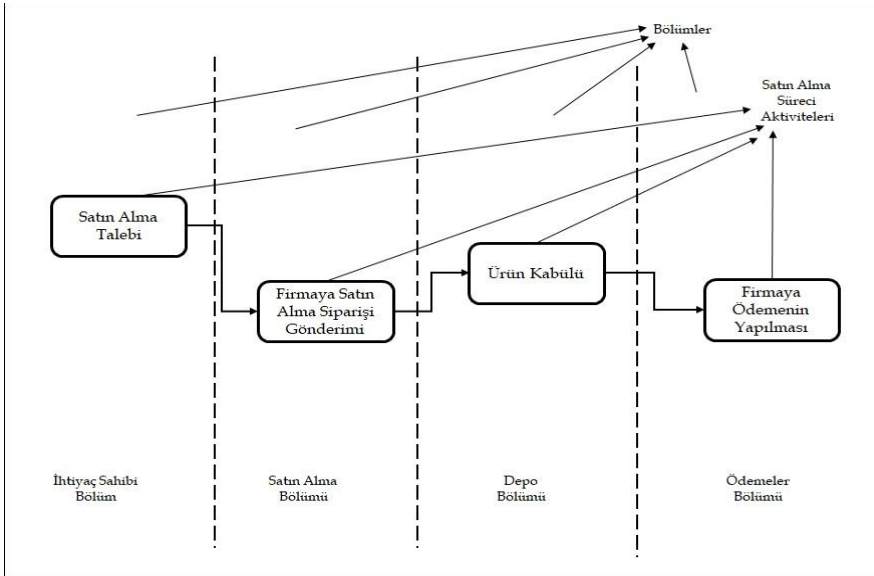 Bölümler
Satın Alma
Süreci
Aktiviteleri
Satın Alma
Talebi
Firmaya Satın
Alma Siparişi
Gönderimi
Ürün Kabülü
Firmaya
Ödemenin
Yapılması
İhtiyaç Sahibi
Bölüm
Satın Alma
Bölümü
Depo
Bölümü
Ödemeler
Bölümü